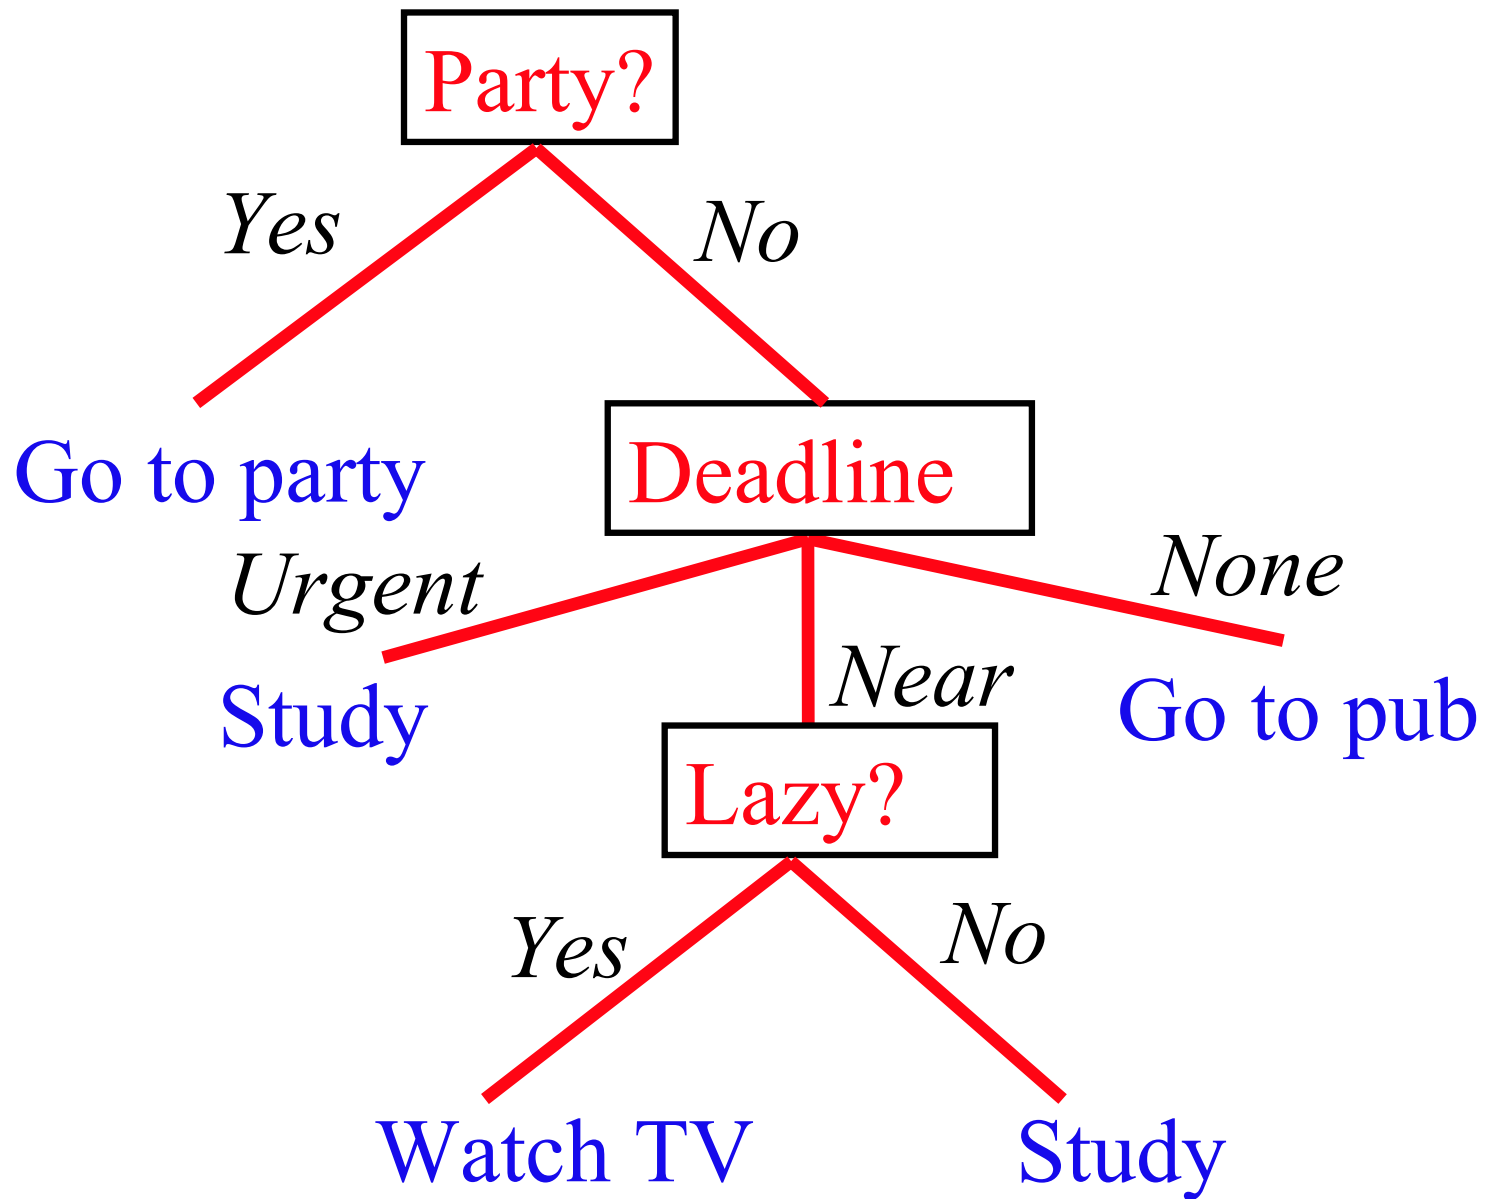 Party?
Yes
No
Go to party
Deadline
Urgent
None
Near
Study
Go to pub
Lazy?
Yes
No
Watch TV
Study